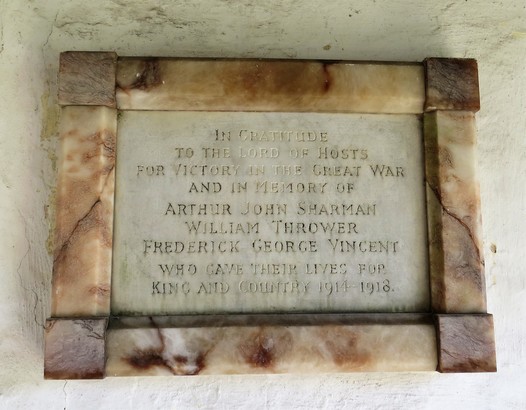 In Gratitude
to the Lord of Hosts
for Victory in the Great War
and in Memory of
Arthur John Sharman
William Thrower
Frederick George Vincent
who gave their lives for
King and Country 1914–1918.